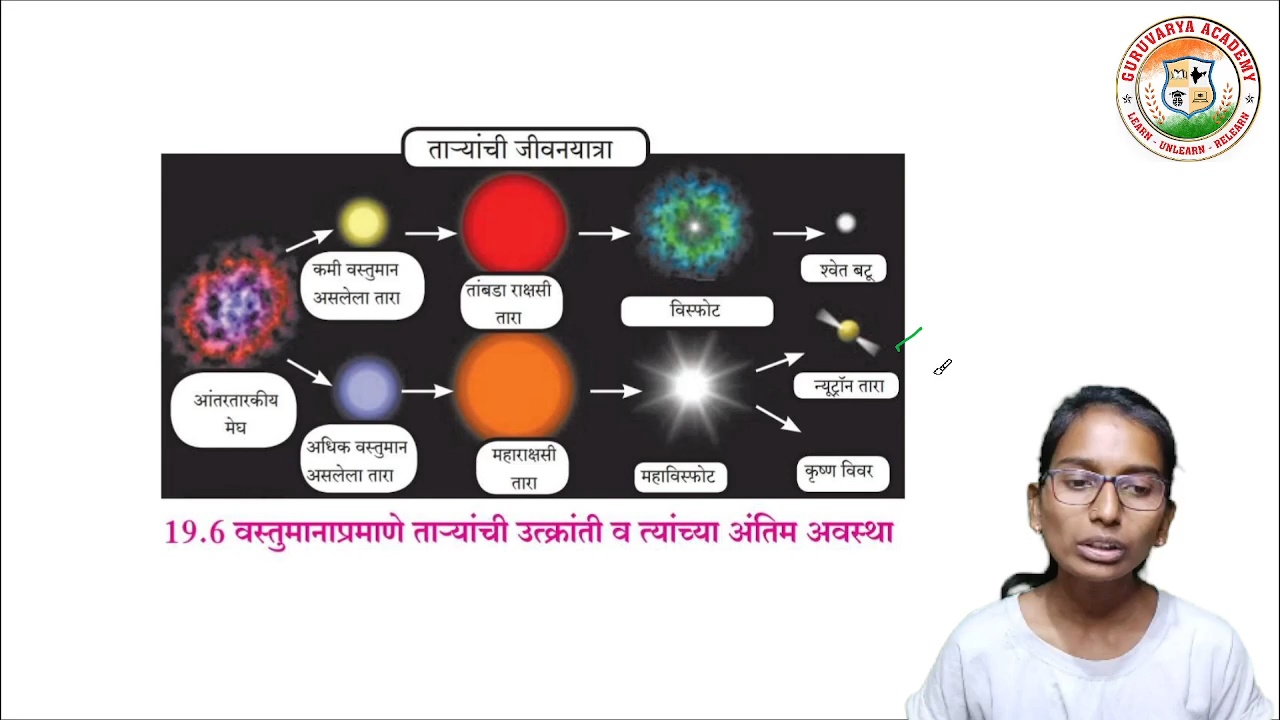 GURUVARYA ACADEMY
LEARN - UNLEARN - RELEARN
ताऱ्यांची जीवनयात्रा
कमी वस्तुमान
असलेला तारा
तांबडा राक्षसी
तारा
विस्फोट
श्वेत बटू
आंतरतारकीय
मेघ
अधिक वस्तुमान
असलेला तारा
महाराक्षसी
तारा
महाविस्फोट
न्यूट्रॉन तारा
कृष्ण विवर
19.6 वस्तुमानाप्रमाणे ताऱ्यांची उत्क्रांती व त्यांच्या अंतिम अवस्था